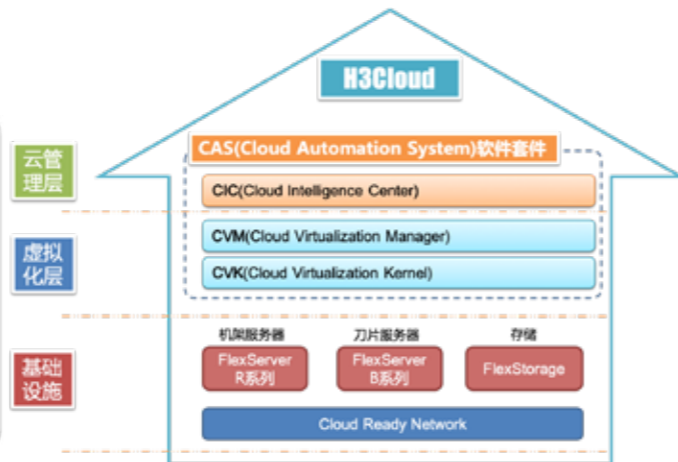 H3Cloud
CAS(Cloud Automation System)软件套件
云管
理层
CIC(Cloud Intelligence Center)
虚拟
化层
CVM(Cloud Virtualization Manager)
CVK(Cloud Virtualization Kernel)
基础
设施
机架服务器
FlexServer
R系列
刀片服务器
FlexServer
B系列
存储
FlexStorage
Cloud Ready Network